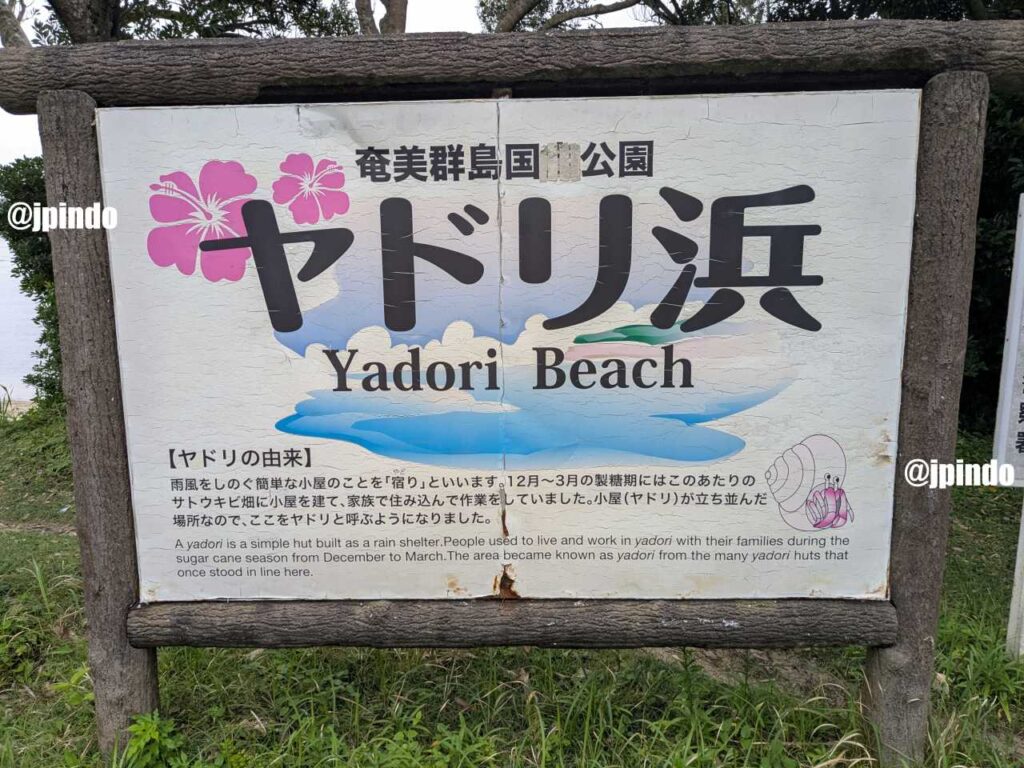 奄美群島国 公園
ヤドリ浜
Yadori Beach
【ヤドリの由来】
雨風をしのぐ簡単な小屋のことを「宿り」といいます。12月～3月の製糖期にはこのあたりの
やど
サトウキビ畑に小屋を建て、家族で住み込んで作業をしていました。小屋(ヤドリ)が立ち並んだ
場所なので、ここをヤドリと呼ぶようになりました。
A yadori is a simple hut built as a rain shelter.People used to live and work in yadori with their families during the
sugar cane season from December to March.The area became known as yadori from the many yadori huts that
once stood in line here.
@jpindo
@jpindo